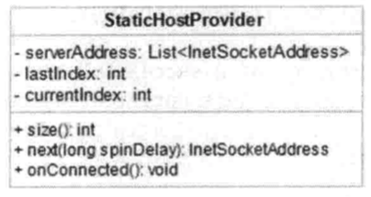 StaticHostProvider
- serverAddress: List<InetSocketAddress>
- lastIndex: int
- currentIndex: int
+ size(): int
+ next(long spinDelay): InetSocketAddress
+ onConnected(): void